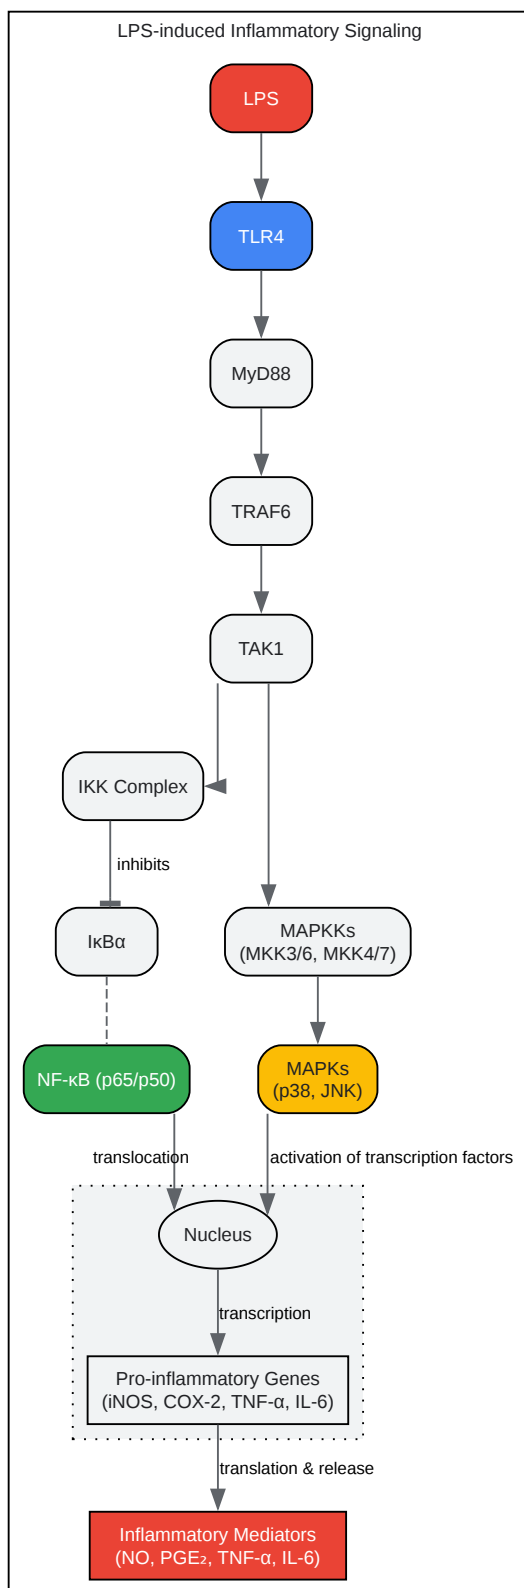 LPS-induced Inflammatory Signaling
LPS
TLR4
MyD88
TRAF6
TAK1
IKK Complex
inhibits
IκBα
MAPKKs
(MKK3/6, MKK4/7)
NF-κB (p65/p50)
MAPKs
(p38, JNK)
translocation
activation of transcription factors
Nucleus
transcription
Pro-inflammatory Genes
(iNOS, COX-2, TNF-α, IL-6)
translation & release
Inflammatory Mediators
(NO, PGE₂, TNF-α, IL-6)